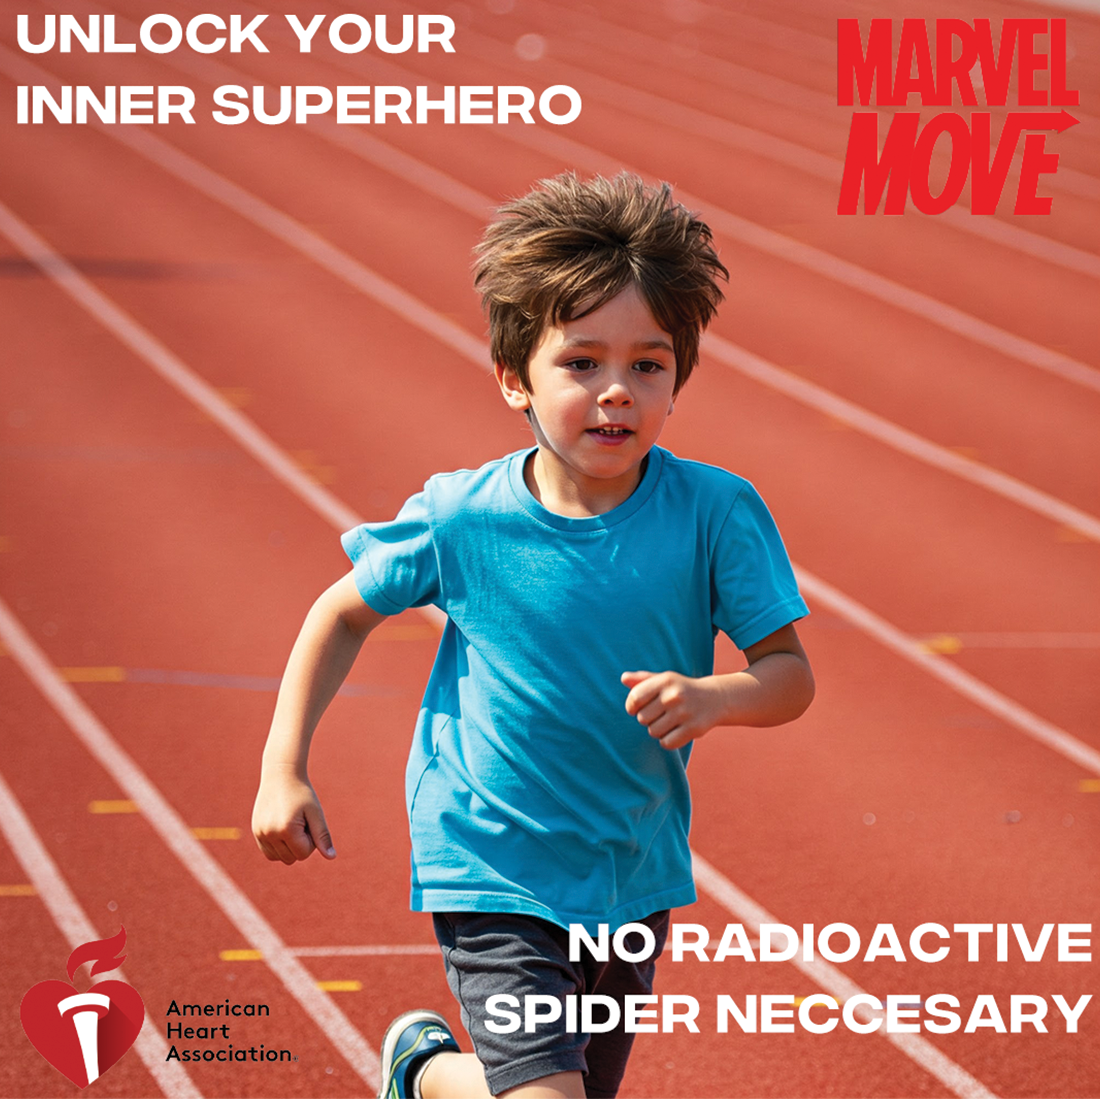 UNLOCK YOUR
INNER SUPERHERO
MARVEL
MOVE
NO RADIOACTIVE
SPIDER NECCESARY
American
Heart
Association.